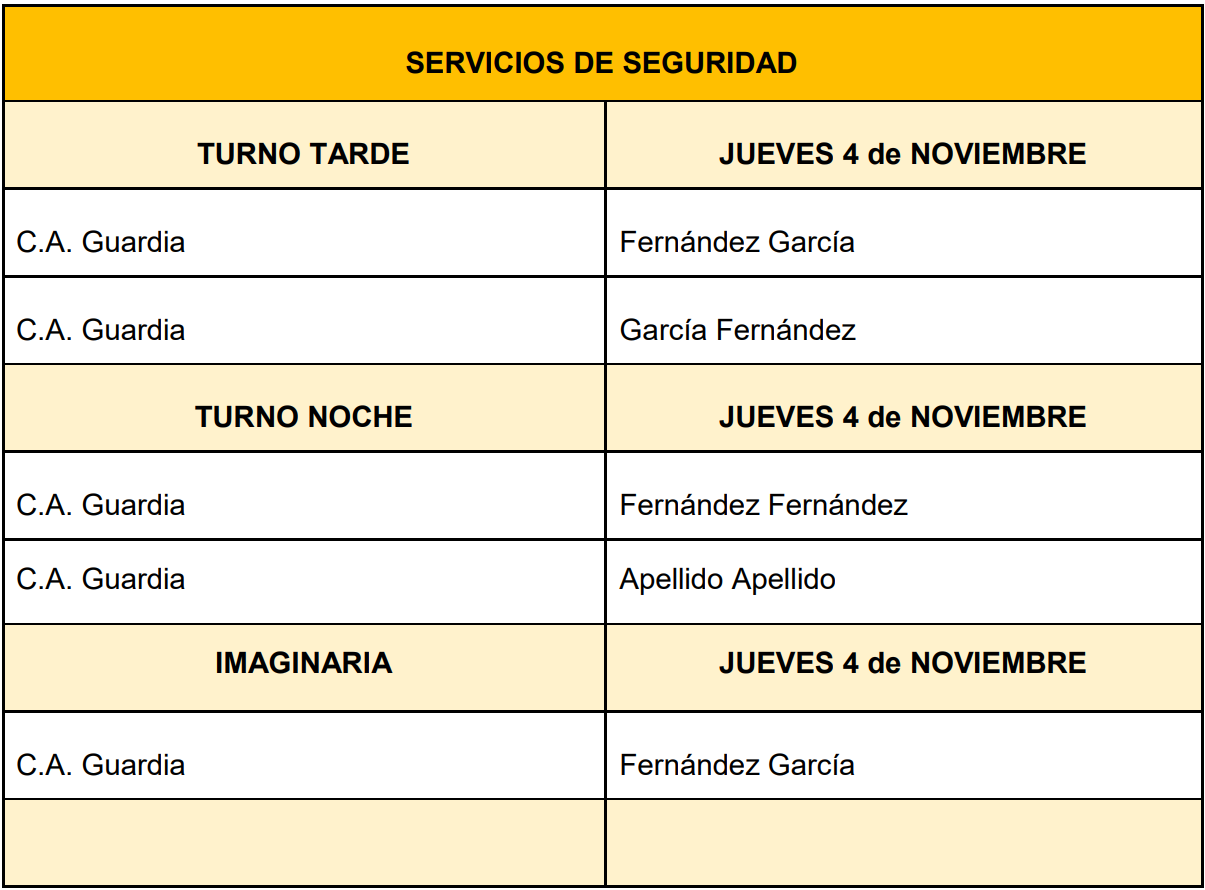 SERVICIOS DE SEGURIDAD
TURNO TARDE JUEVES 4 de NOVIEMBRE
C.A. Guardia Fernández García
C.A. Guardia García Fernández
TURNO NOCHE JUEVES 4 de NOVIEMBRE
C.A. Guardia Fernández Fernández
C.A. Guardia Apellido Apellido
IMAGINARIA JUEVES 4 de NOVIEMBRE
C.A. Guardia Fernández García